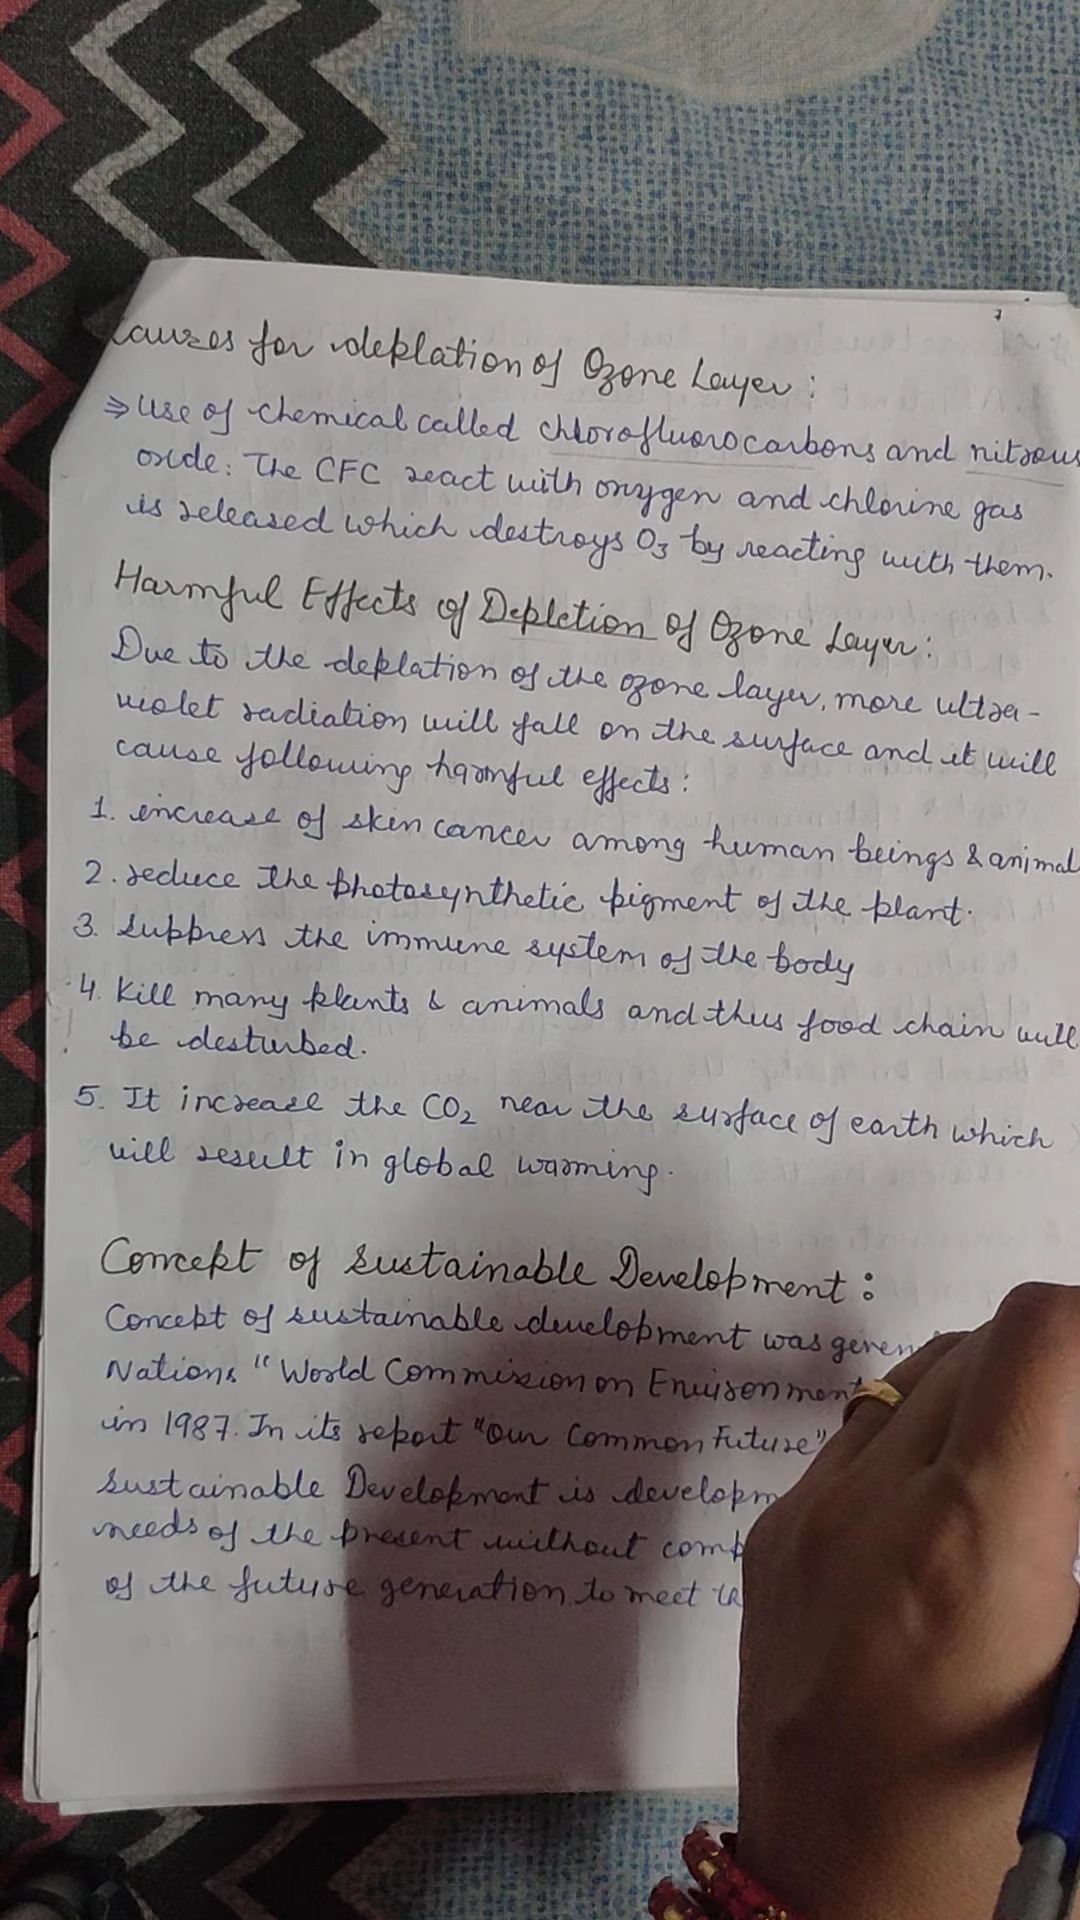 Causes for deplation of Ozone Layer :
⇒ Use of chemical called chlorofluorocarbons and nitrous
oxide: The CFC react with oxygen and chlorine gas
is released which destroys O₃ by reacting with them.
Harmful Effects of Depletion of Ozone Layer :
Due to the deplation of the ozone layer, more ultra-
violet radiation will fall on the surface and it will
cause following harmful effects :
1. increase of skin cancer among human beings & animal
2. reduce the photosynthetic pigment of the plant.
3. Suppress the immune system of the body
4. Kill many plants & animals and thus food chain will
be desturbed.
5. It increase the CO₂ near the surface of earth which
will result in global warming.
Concept of Sustainable Development :
Concept of sustainable development was
Nations "World Commission on Environment
in 1987. In its report "Our Common Future"
Sustainable Development is
needs of the present without
of the future generation to meet